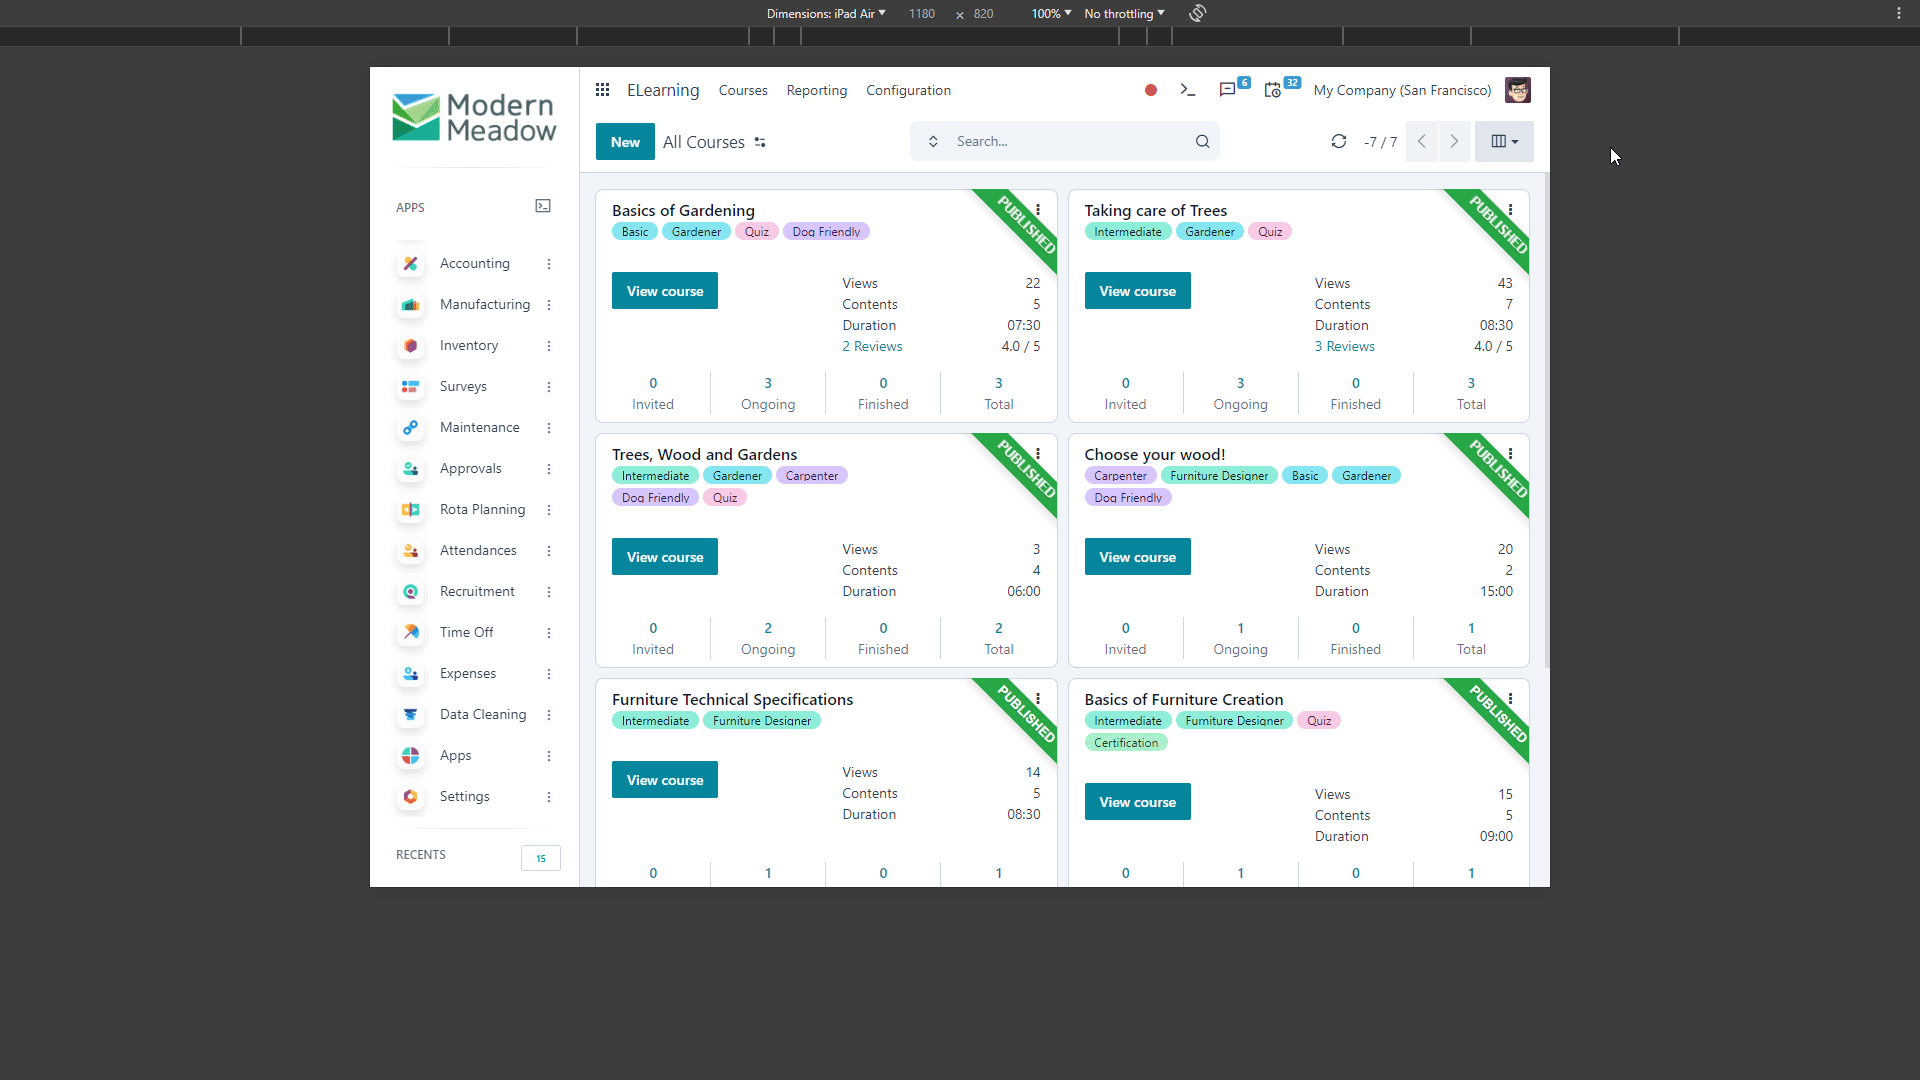 Dimensions: iPad Air 1180 × 820 100% No throttling
Modern
Meadow
ELearning Courses Reporting Configuration 6 32 My Company (San Francisco)
New All Courses Search... -7 / 7
APPS
Accounting
Manufacturing
Inventory
Surveys
Maintenance
Approvals
Rota Planning
Attendances
Recruitment
Time Off
Expenses
Data Cleaning
Apps
Settings
RECENTS 15
Basics of Gardening
PUBLISHED
Basic Gardener Quiz Dog Friendly
View course
Views 22
Contents 5
Duration 07:30
2 Reviews 4.0 / 5
0 3 0 3
Invited Ongoing Finished Total
Taking care of Trees
PUBLISHED
Intermediate Gardener Quiz
View course
Views 43
Contents 7
Duration 08:30
3 Reviews 4.0 / 5
0 3 0 3
Invited Ongoing Finished Total
Trees, Wood and Gardens
PUBLISHED
Intermediate Gardener Carpenter
Dog Friendly Quiz
View course
Views 3
Contents 4
Duration 06:00
0 2 0 2
Invited Ongoing Finished Total
Choose your wood!
PUBLISHED
Carpenter Furniture Designer Basic Gardener
Dog Friendly
View course
Views 20
Contents 2
Duration 15:00
0 1 0 1
Invited Ongoing Finished Total
Furniture Technical Specifications
PUBLISHED
Intermediate Furniture Designer
View course
Views 14
Contents 5
Duration 08:30
0 1 0 1
Basics of Furniture Creation
PUBLISHED
Intermediate Furniture Designer Quiz
Certification
View course
Views 15
Contents 5
Duration 09:00
0 1 0 1